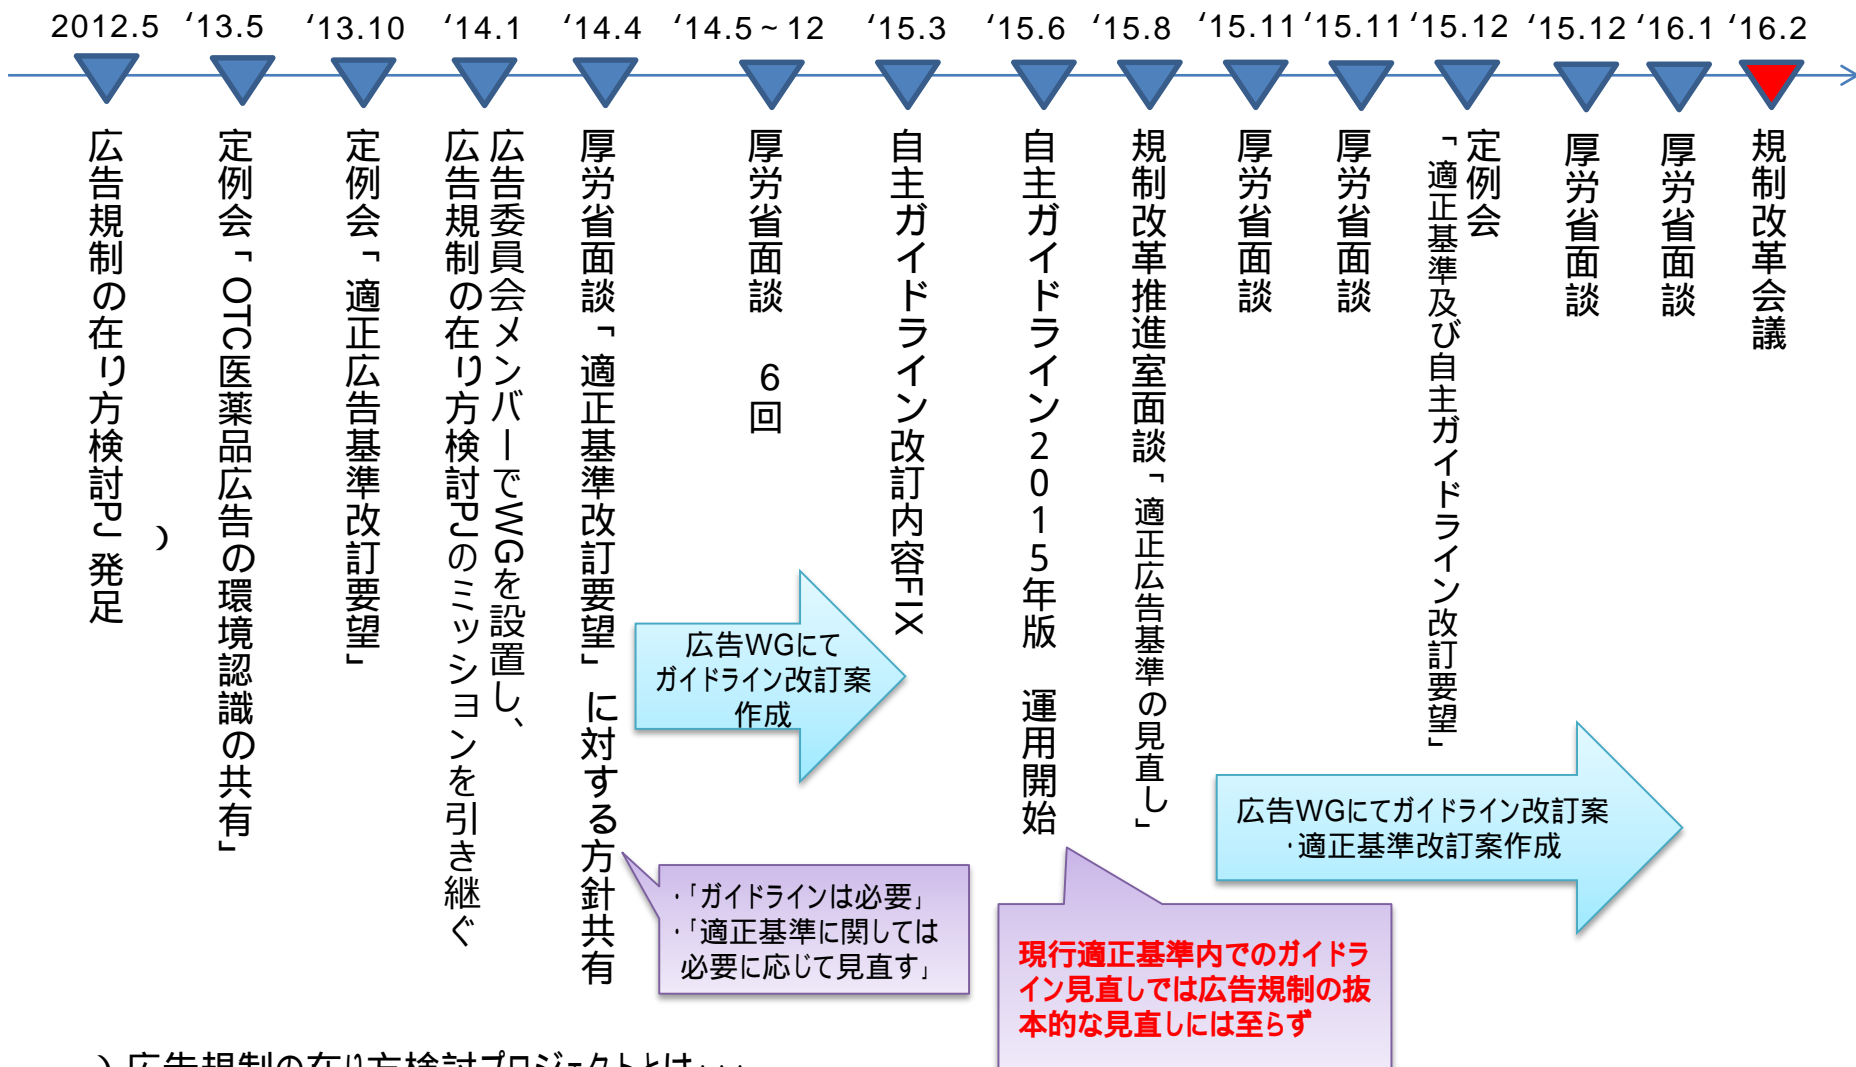 2012.5 ‘13.5 ‘13.10 ‘14.1 ‘14.4 ‘14.5～12 ‘15.3 ‘15.6 ‘15.8 ‘15.11 ‘15.11 ‘15.12 ‘15.12 ‘16.1 ‘16.2
広告規制の在り方検討PJ 発足
）
定例会「OTC医薬品広告の環境認識の共有」
定例会「適正広告基準改訂要望」
広告委員会メンバーでWGを設置し、
広告規制の在り方検討PJのミッションを引き継ぐ
厚労省面談「適正基準改訂要望」に対する方針共有
厚労省面談 6回
自主ガイドライン改訂内容FIX
自主ガイドライン2015年版 運用開始
規制改革推進室面談「適正広告基準の見直し」
厚労省面談
厚労省面談
定例会
「適正基準及び自主ガイドライン改訂要望」
厚労省面談
厚労省面談
規制改革会議
広告WGにて
ガイドライン改訂案
作成
・「ガイドラインは必要」
・「適正基準に関しては
必要に応じて見直す」
現行適正基準内でのガイドラ
イン見直しでは広告規制の抜
本的な見直しには至らず
広告WGにてガイドライン改訂案
・適正基準改訂案作成
）広告規制の在り方検討プロジェクトとは・・・